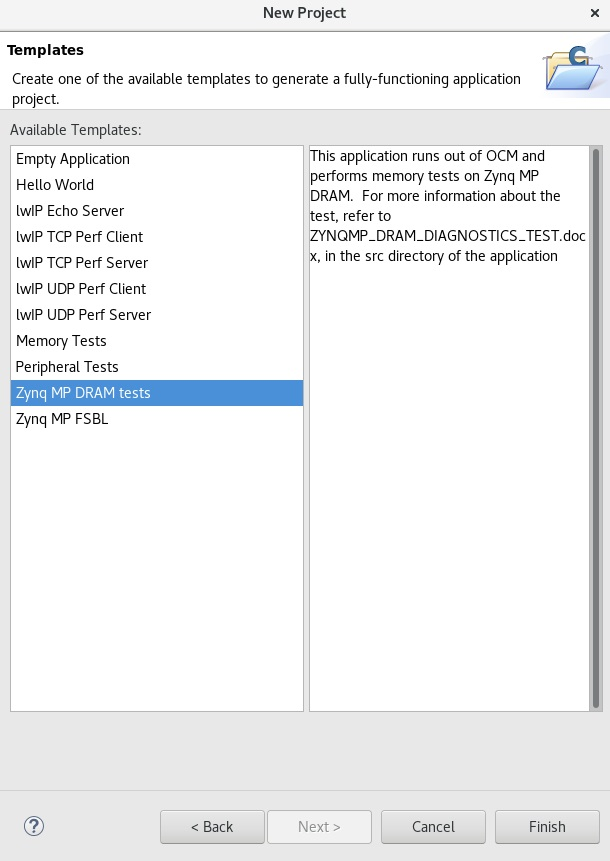 New Project
×
Templates
Create one of the available templates to generate a fully-functioning application
project.
C
Available Templates:
Empty Application
Hello World
lwIP Echo Server
lwIP TCP Perf Client
lwIP TCP Perf Server
lwIP UDP Perf Client
lwIP UDP Perf Server
Memory Tests
Peripheral Tests
Zynq MP DRAM tests
Zynq MP FSBL
This application runs out of OCM and
performs memory tests on Zynq MP
DRAM.  For more information about the
test, refer to
ZYNQMP_DRAM_DIAGNOSTICS_TEST.doc
x, in the src directory of the application
?
< Back
Next >
Cancel
Finish